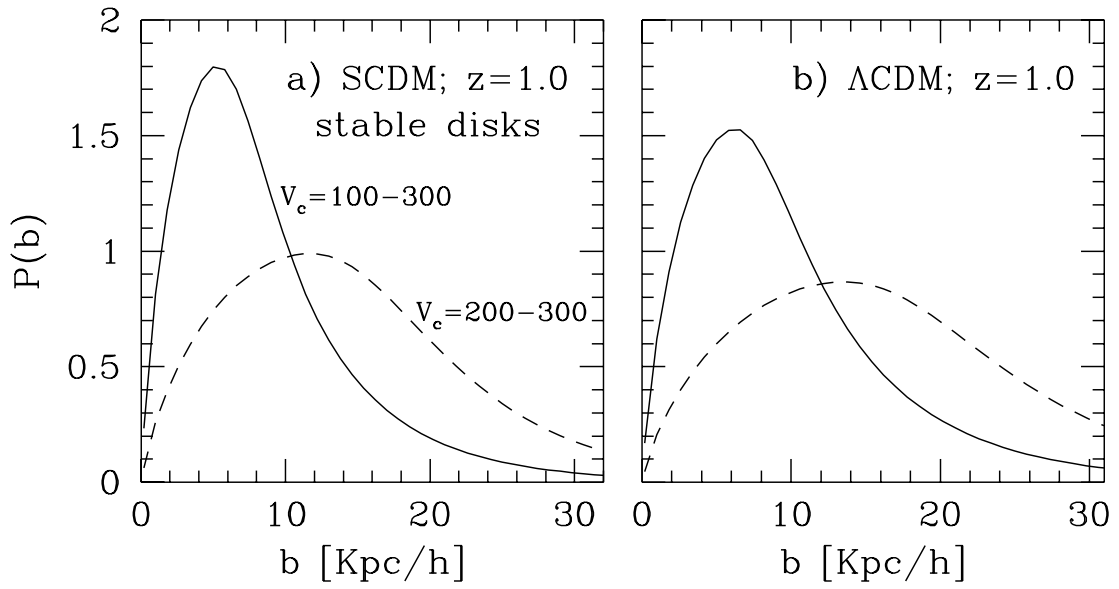 2
1.5
1
0.5
0
P(b)
a) SCDM; z=1.0
stable disks
V_c=100−300
V_c=200−300
0 10 20 30
b [Kpc/h]
b) ΛCDM; z=1.0
0 10 20 30
b [Kpc/h]